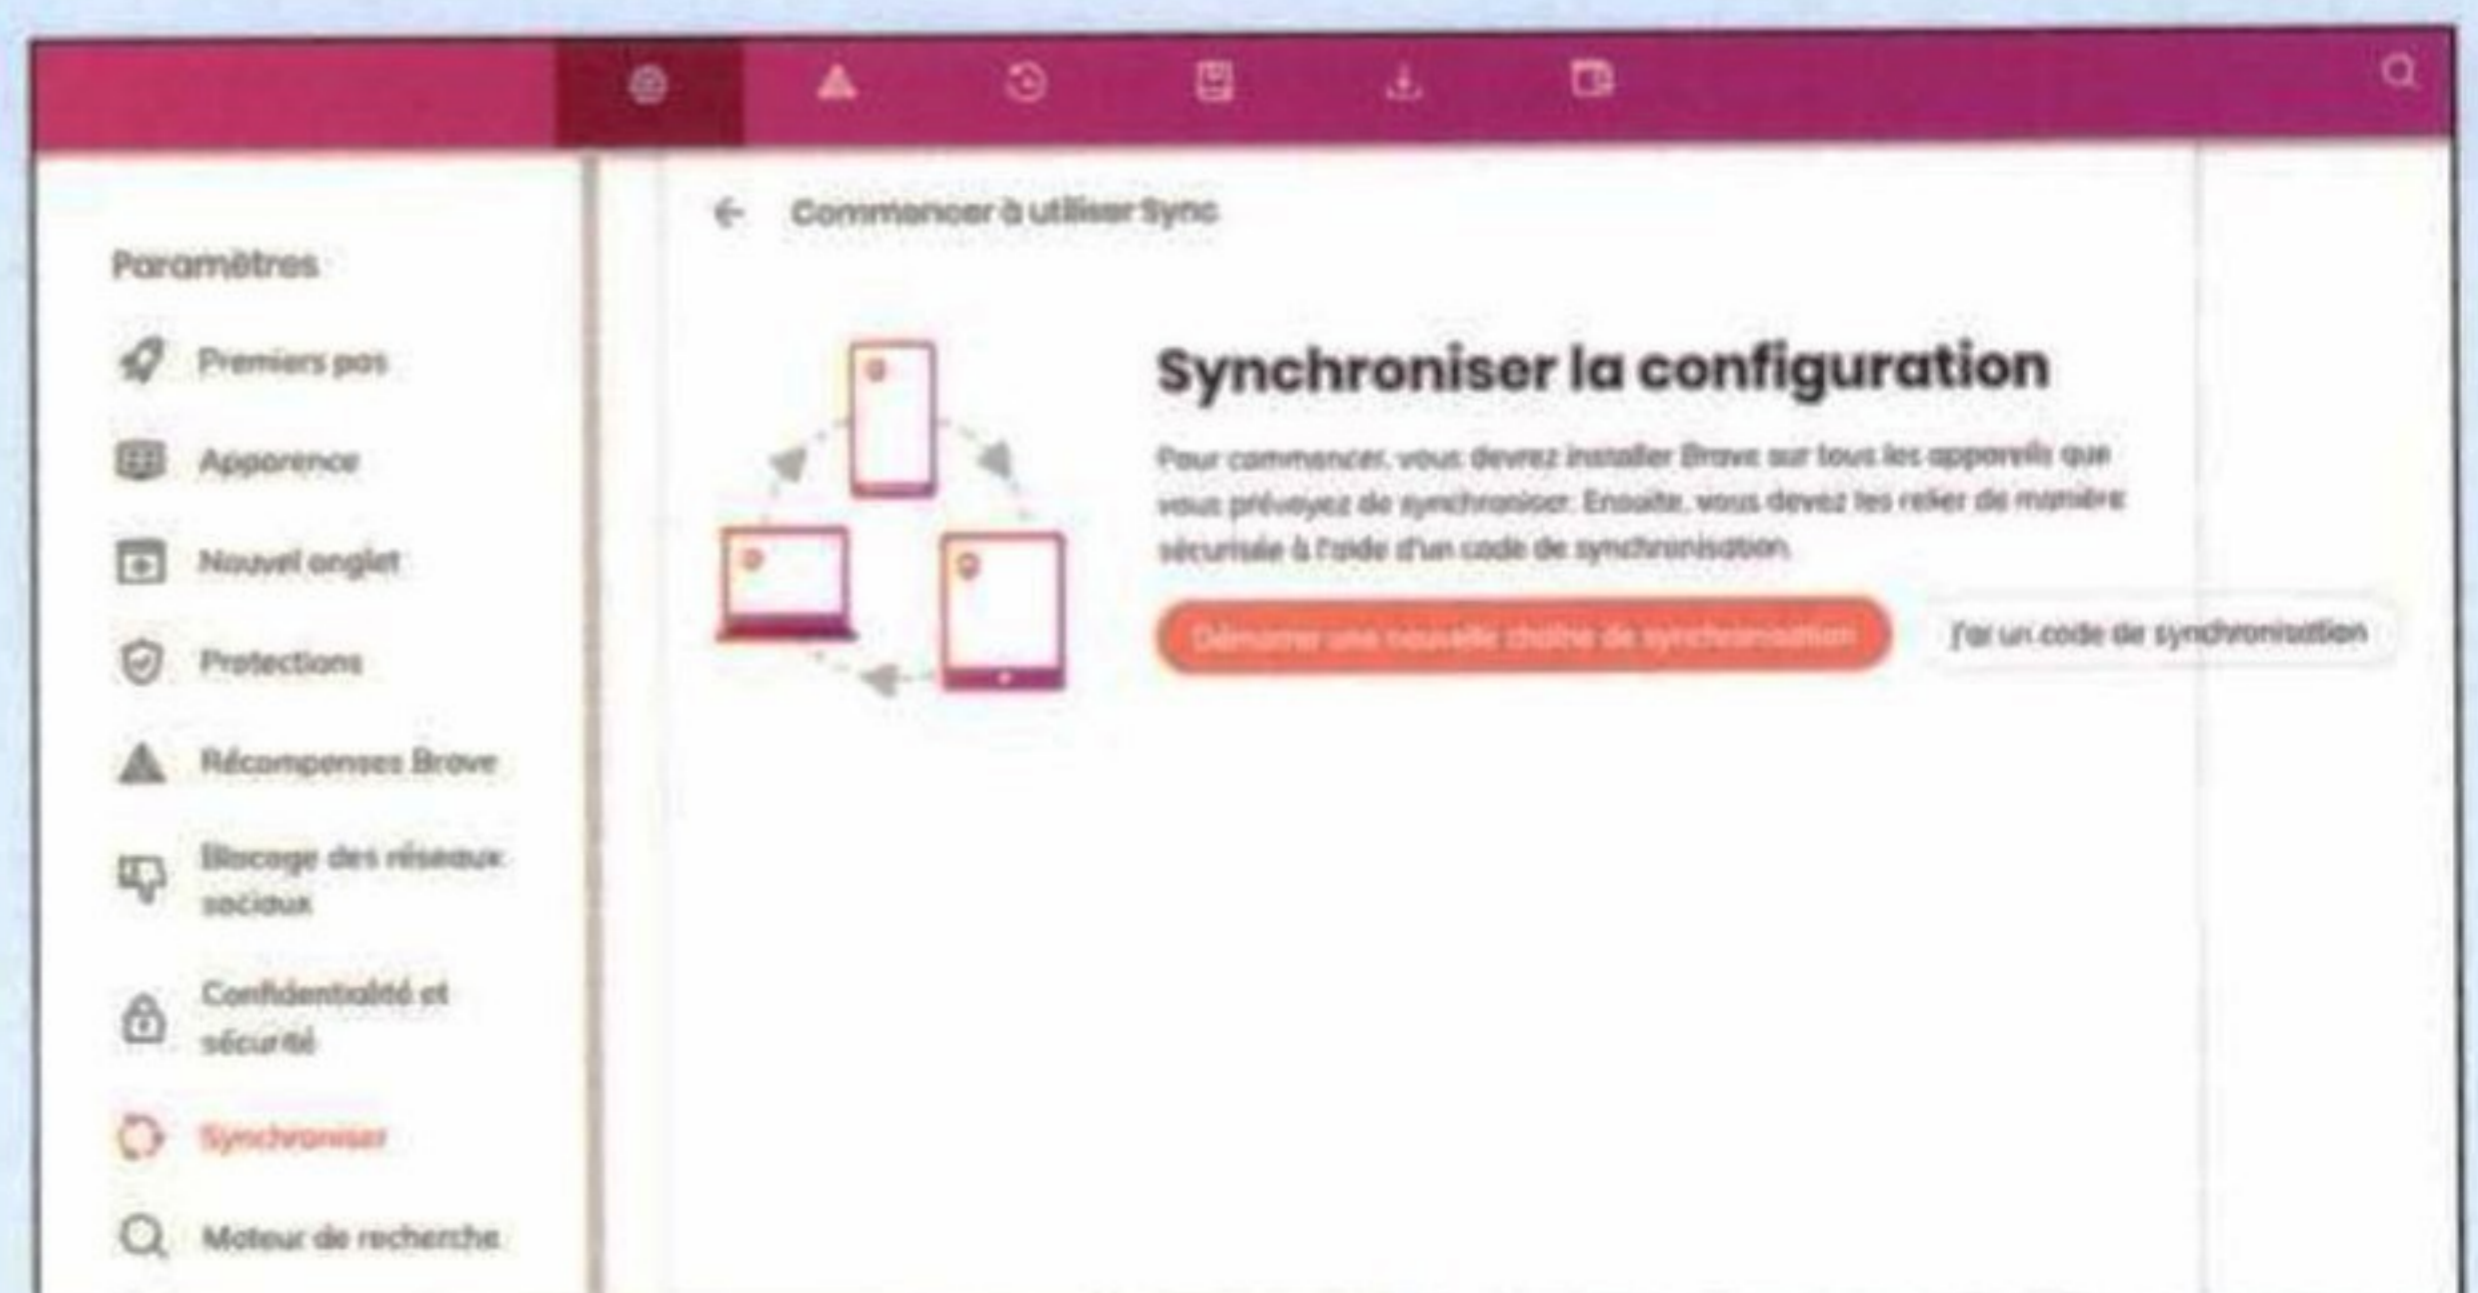 Commencer à utiliser Sync
Paramètres
Premiers pas
Apparence
Nouvel onglet
Protections
Récompenses Brave
Blocage des réseaux
sociaux
Confidentialité et
sécurité
Synchroniser
Moteur de recherche
Synchroniser la configuration
Pour commencer, vous devrez installer Brave sur tous les appareils que
vous prévoyez de synchroniser. Ensuite, vous devez les relier de manière
sécurisée à l'aide d'un code de synchronisation.
Démarrer une nouvelle chaîne de synchronisation
J'ai un code de synchronisation